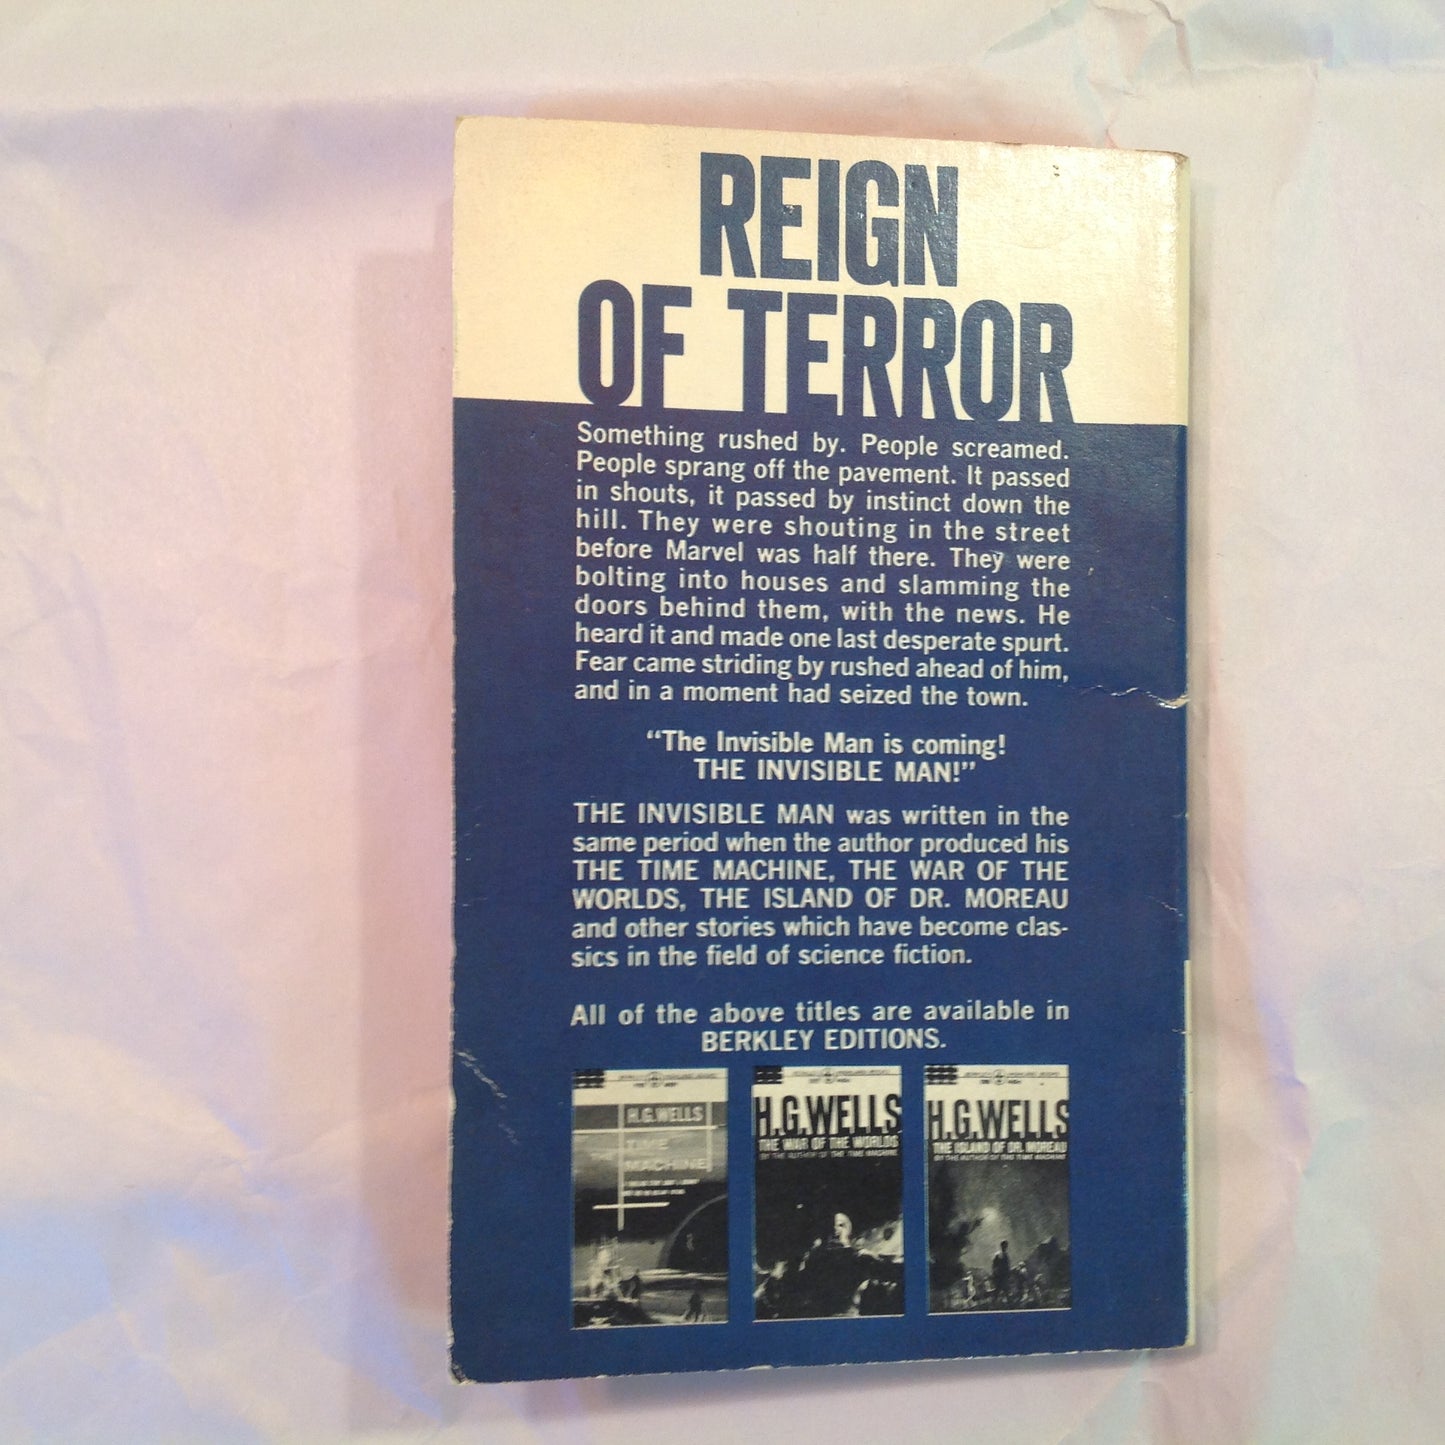 REIGN
OF TERROR
Something rushed by. People screamed.
People sprang off the pavement. It passed
in shouts, it passed by instinct down the
hill. They were shouting in the street
before Marvel was half there. They were
bolting into houses and slamming the
doors behind them, with the news. He
heard it and made one last desperate spurt.
Fear came striding by rushed ahead of him,
and in a moment had seized the town.
“The Invisible Man is coming!
THE INVISIBLE MAN!”
THE INVISIBLE MAN was written in the
same period when the author produced his
THE TIME MACHINE, THE WAR OF THE
WORLDS, THE ISLAND OF DR. MOREAU
and other stories which have become clas-
sics in the field of science fiction.
All of the above titles are available in
BERKLEY EDITIONS.
H.G.WELLS
THE TIME
MACHINE
H.G.WELLS
THE WAR OF THE WORLDS
BY THE AUTHOR OF THE TIME MACHINE
H.G.WELLS
THE ISLAND OF DR. MOREAU
BY THE AUTHOR OF THE TIME MACHINE